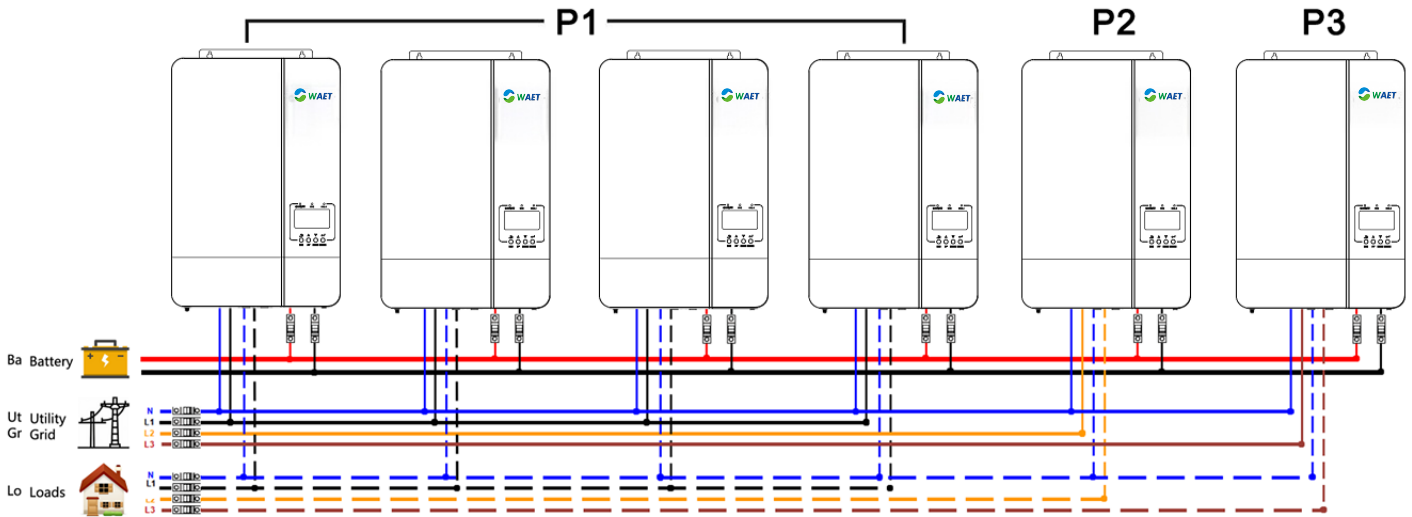 P1
P2
P3
WAET
WAET
WAET
WAET
WAET
WAET
Ba Battery
+ -
Ut Utility
Gr Grid
N
L1
L2
L3
Lo Loads
N
L1
L2
L3